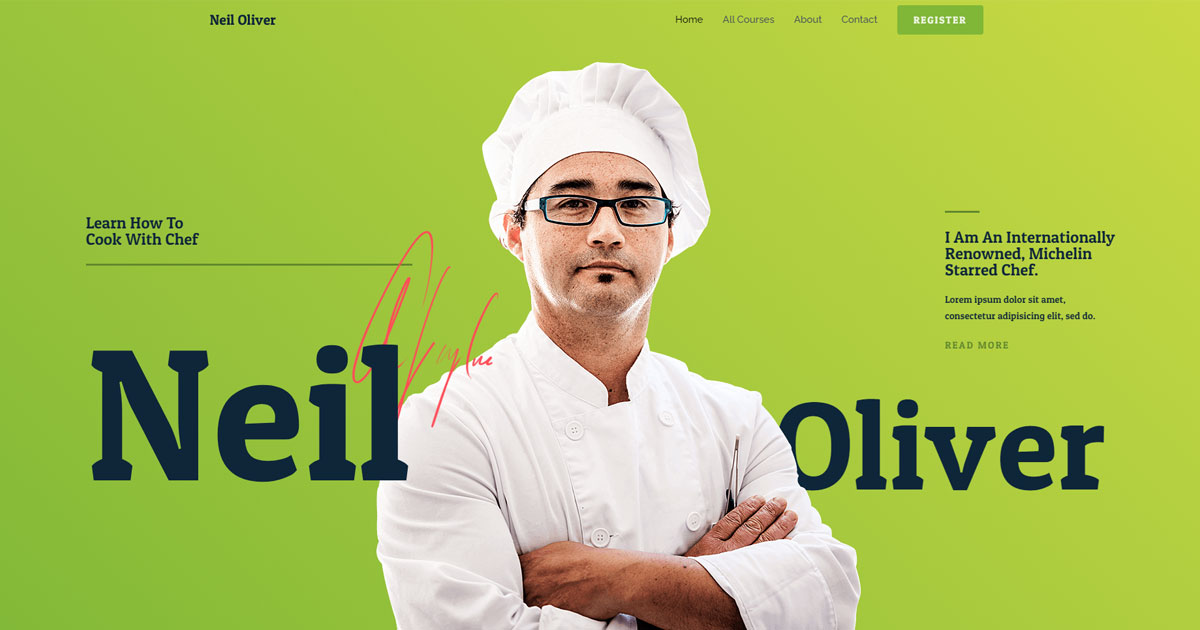 Neil Oliver
Home All Courses About Contact REGISTER
Learn How To
Cook With Chef
I Am An Internationally
Renowned, Michelin
Starred Chef.
Lorem ipsum dolor sit amet,
consectetur adipisicing elit, sed do.
READ MORE
Neil
Oliver